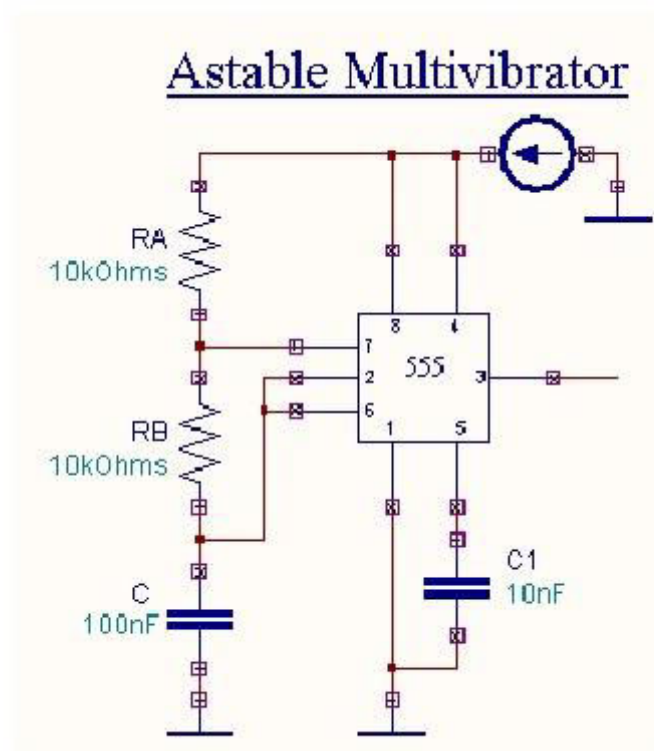 Astable Multivibrator
RA
10kOhms
8 4
7
555
2
3
6
RB
10kOhms
1 5
C1
10nF
C
100nF